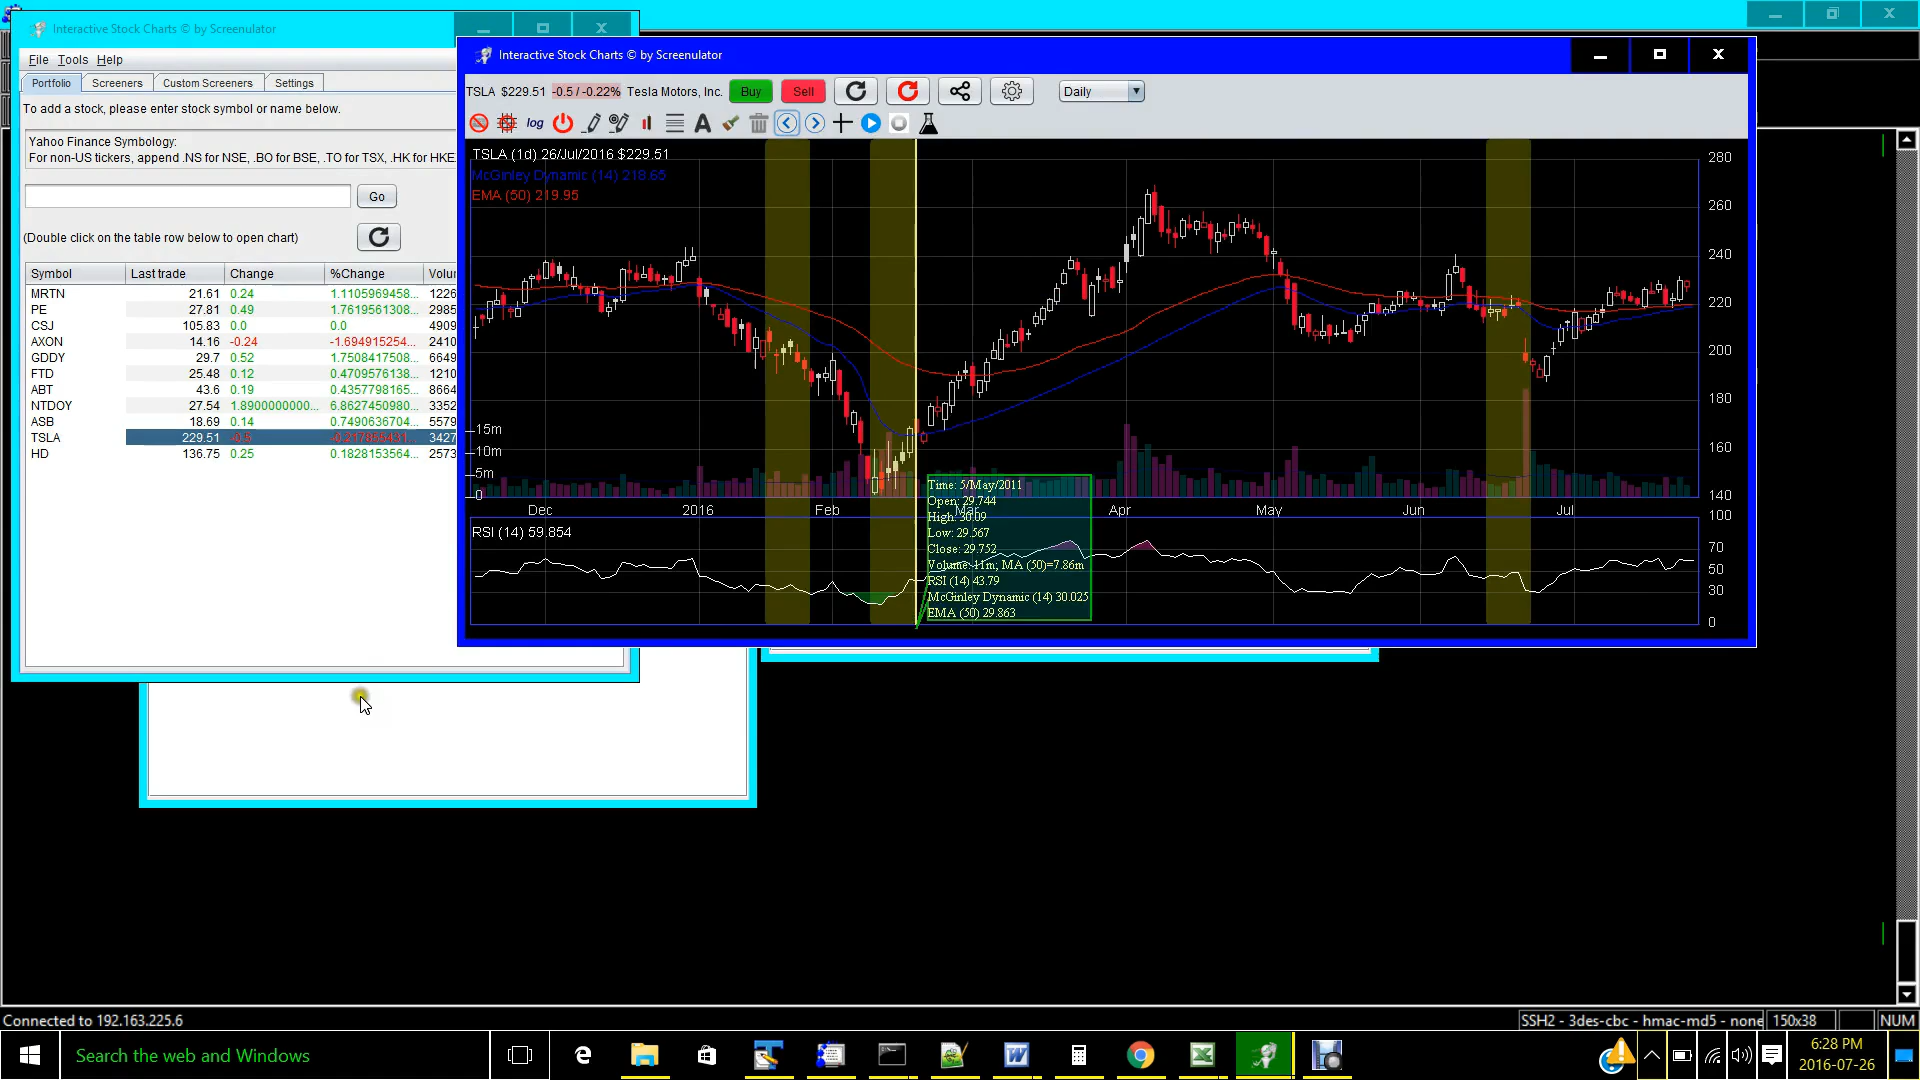 Interactive Stock Charts © by Screenulator
File Tools Help
Portfolio Screeners Custom Screeners Settings
To add a stock, please enter stock symbol or name below.
Yahoo Finance Symbology:
For non-US tickers, append .NS for NSE, .BO for BSE, .TO for TSX, .HK for HKE
Go
(Double click on the table row below to open chart)
Symbol Last trade Change %Change Volu
MRTN 21.61 0.24 1.1105969458... 1226
PE 27.81 0.49 1.7619561308... 2985
CSJ 105.83 0.0 0.0 4909
AXON 14.16 -0.24 -1.694915254... 2410
GDDY 29.7 0.52 1.7508417508... 6649
FTD 25.48 0.12 0.4709576138... 1210
ABT 43.6 0.19 0.4357798165... 8664
NTDOY 27.54 1.8900000000... 6.8627450980... 3352
ASB 18.69 0.14 0.7490636704... 5579
TSLA 229.51 -0.5 -0.217855431... 3427
HD 136.75 0.25 0.1828153564... 2573
Interactive Stock Charts © by Screenulator
TSLA $229.51 -0.5 / -0.22% Tesla Motors, Inc. Buy Sell Daily
log A
TSLA (1d) 26/Jul/2016 $229.51
McGinley Dynamic (14) 218.65
EMA (50) 219.95
280
260
240
220
200
180
160
140
15m
10m
5m
0
Dec 2016 Feb Mar Apr May Jun Jul
RSI (14) 59.854
100
70
50
30
0
Time: 5/May/2011
Open: 29.744
High: 30.09
Low: 29.567
Close: 29.752
Volume: 11m; MA (50)=7.86m
RSI (14) 43.79
McGinley Dynamic (14) 30.025
EMA (50) 29.863
Connected to 192.163.225.6
SSH2 - 3des-cbc - hmac-md5 - none 150x38 NUM
Search the web and Windows
6:28 PM
2016-07-26